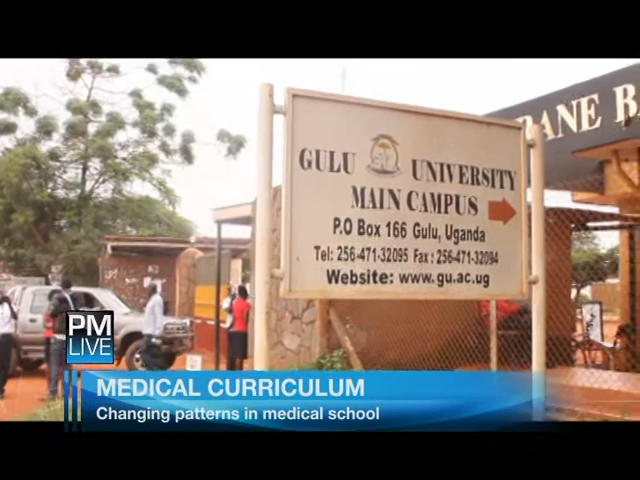 GULU UNIVERSITY
MAIN CAMPUS
P.O Box 166 Gulu, Uganda
Tel: 256-471-32095 Fax : 256-471-32094
Website: www.gu.ac.ug
PM
LIVE
MEDICAL CURRICULUM
Changing patterns in medical school